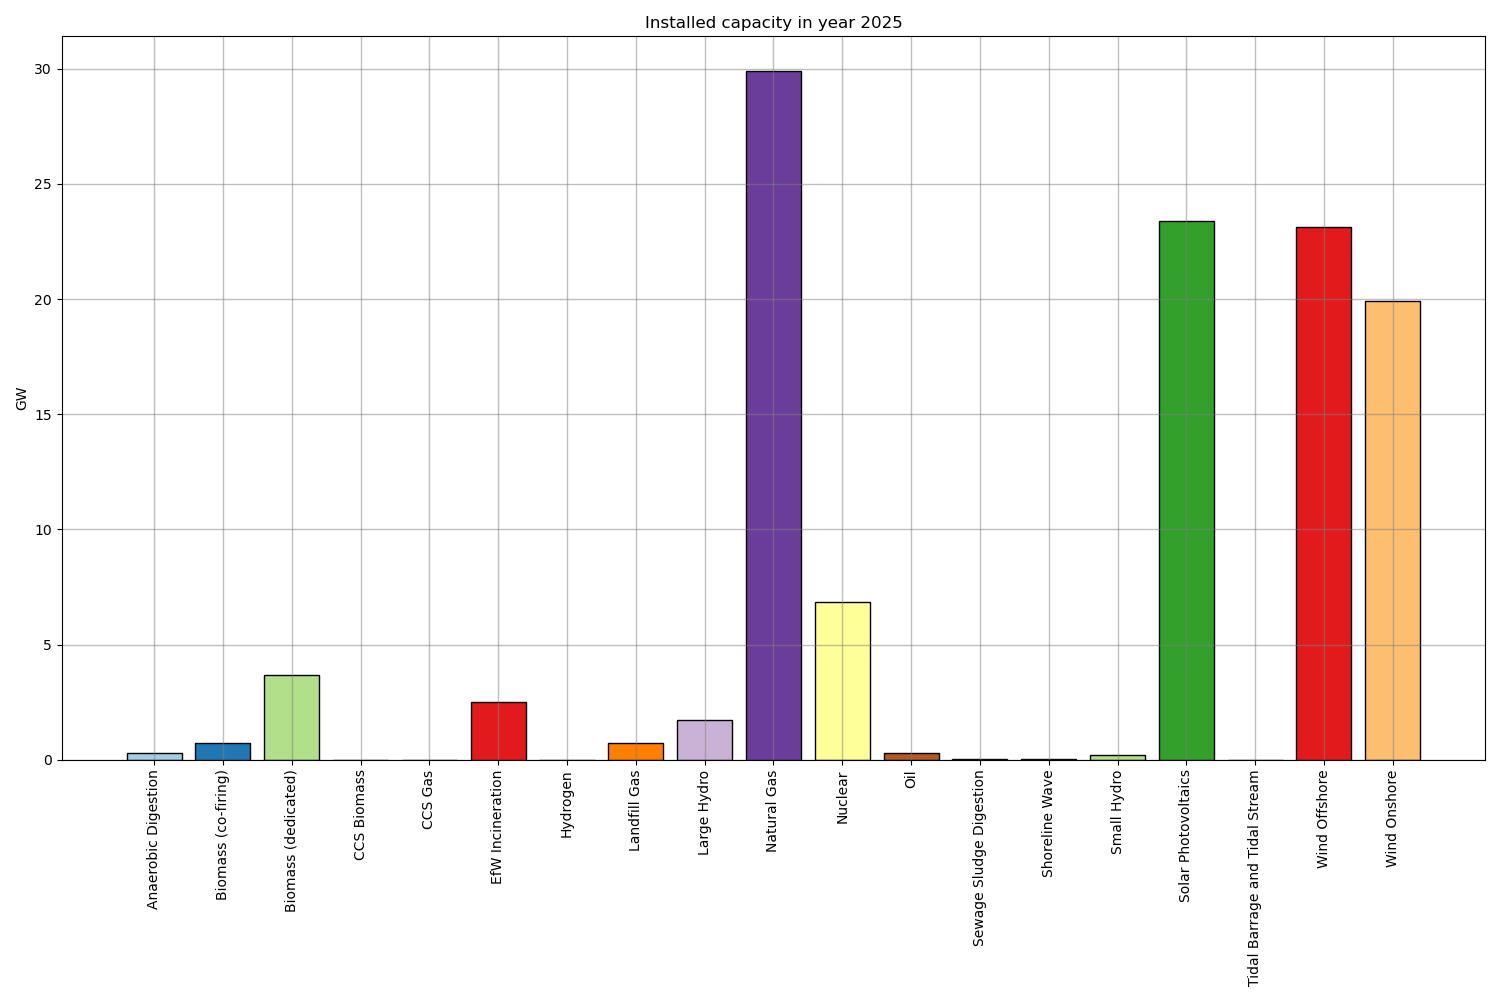 Installed capacity in year 2025
GW
30
25
20
15
10
5
0
Anaerobic Digestion
Biomass (co-firing)
Biomass (dedicated)
CCS Biomass
CCS Gas
EfW Incineration
Hydrogen
Landfill Gas
Large Hydro
Natural Gas
Nuclear
Oil
Sewage Sludge Digestion
Shoreline Wave
Small Hydro
Solar Photovoltaics
Tidal Barrage and Tidal Stream
Wind Offshore
Wind Onshore